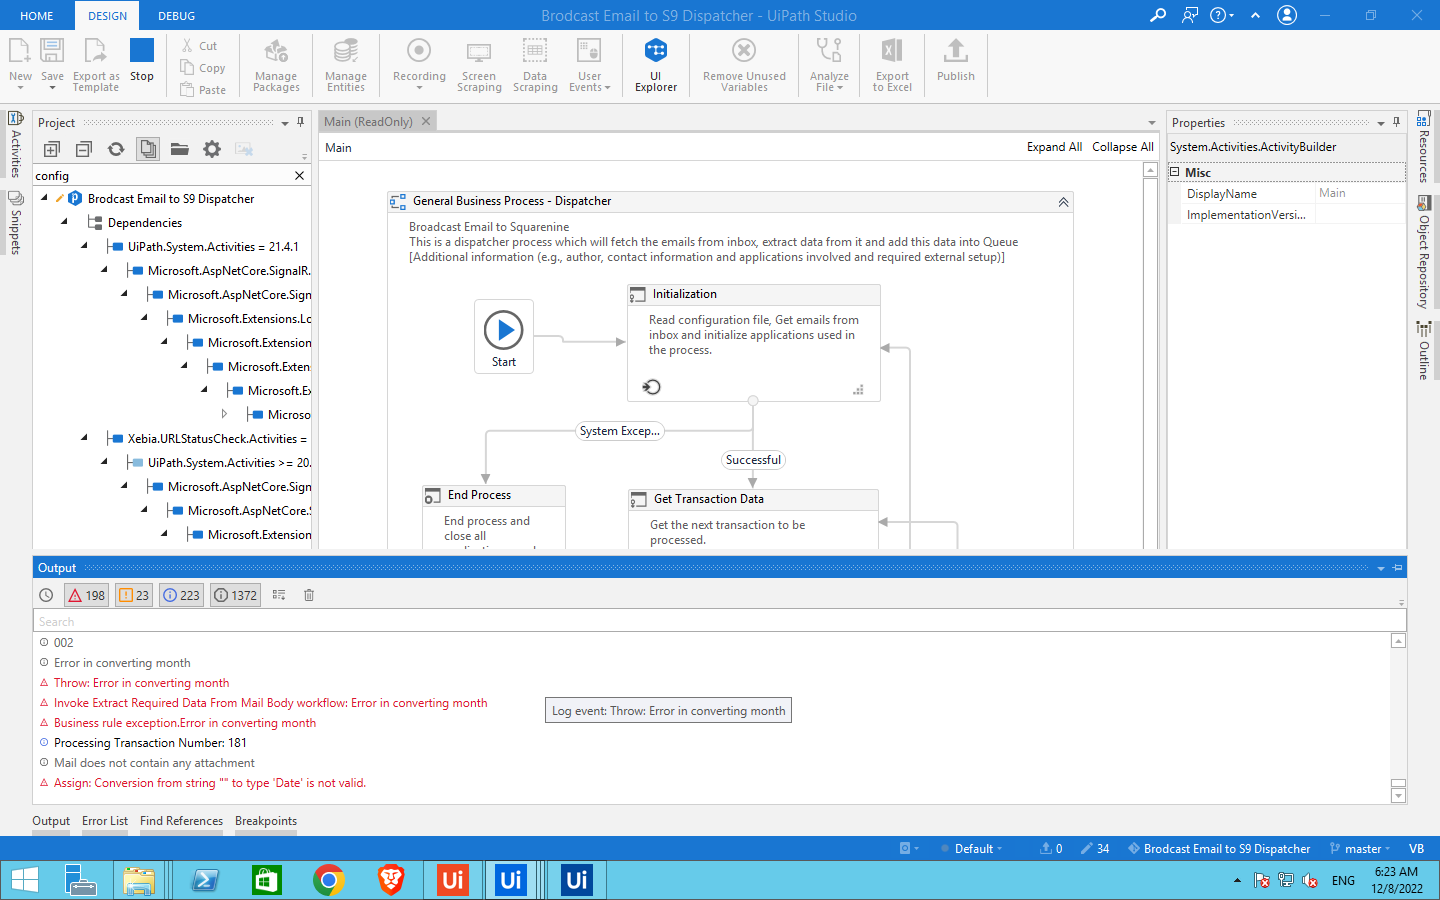 HOME
DESIGN
DEBUG
Brodcast Email to S9 Dispatcher - UiPath Studio
New
Save
Export as
Template
Stop
Cut
Copy
Paste
Manage
Packages
Manage
Entities
Recording
Screen
Scraping
Data
Scraping
User
Events
UI
Explorer
Remove Unused
Variables
Analyze
File
Export
to Excel
Publish
Activities
Snippets
Project
config
Brodcast Email to S9 Dispatcher
Dependencies
UiPath.System.Activities = 21.4.1
Microsoft.AspNetCore.SignalR.
Microsoft.AspNetCore.Sign
Microsoft.Extensions.Lo
Microsoft.Extension
Microsoft.Exten
Microsoft.Ex
Microso
Xebia.URLStatusCheck.Activities =
UiPath.System.Activities >= 20.
Microsoft.AspNetCore.Sign
Microsoft.AspNetCore.S
Microsoft.Extension
Main (ReadOnly)
Main
Expand All
Collapse All
General Business Process - Dispatcher
Broadcast Email to Squarenine
This is a dispatcher process which will fetch the emails from inbox, extract data from it and add this data into Queue
[Additional information (e.g., author, contact information and applications involved and required external setup)]
Start
Initialization
Read configuration file, Get emails from
inbox and initialize applications used in
the process.
System Excep...
Successful
End Process
End process and
close all
Get Transaction Data
Get the next transaction to be
processed.
Properties
System.Activities.ActivityBuilder
Misc
DisplayName
Main
ImplementationVersi...
Resources
Object Repository
Outline
Output
198
23
223
1372
Search
002
Error in converting month
Throw: Error in converting month
Invoke Extract Required Data From Mail Body workflow: Error in converting month
Business rule exception.Error in converting month
Processing Transaction Number: 181
Mail does not contain any attachment
Assign: Conversion from string "" to type 'Date' is not valid.
Log event: Throw: Error in converting month
Output
Error List
Find References
Breakpoints
Default
0
34
Brodcast Email to S9 Dispatcher
master
VB
Ui
Ui
Ui
ENG
6:23 AM
12/8/2022